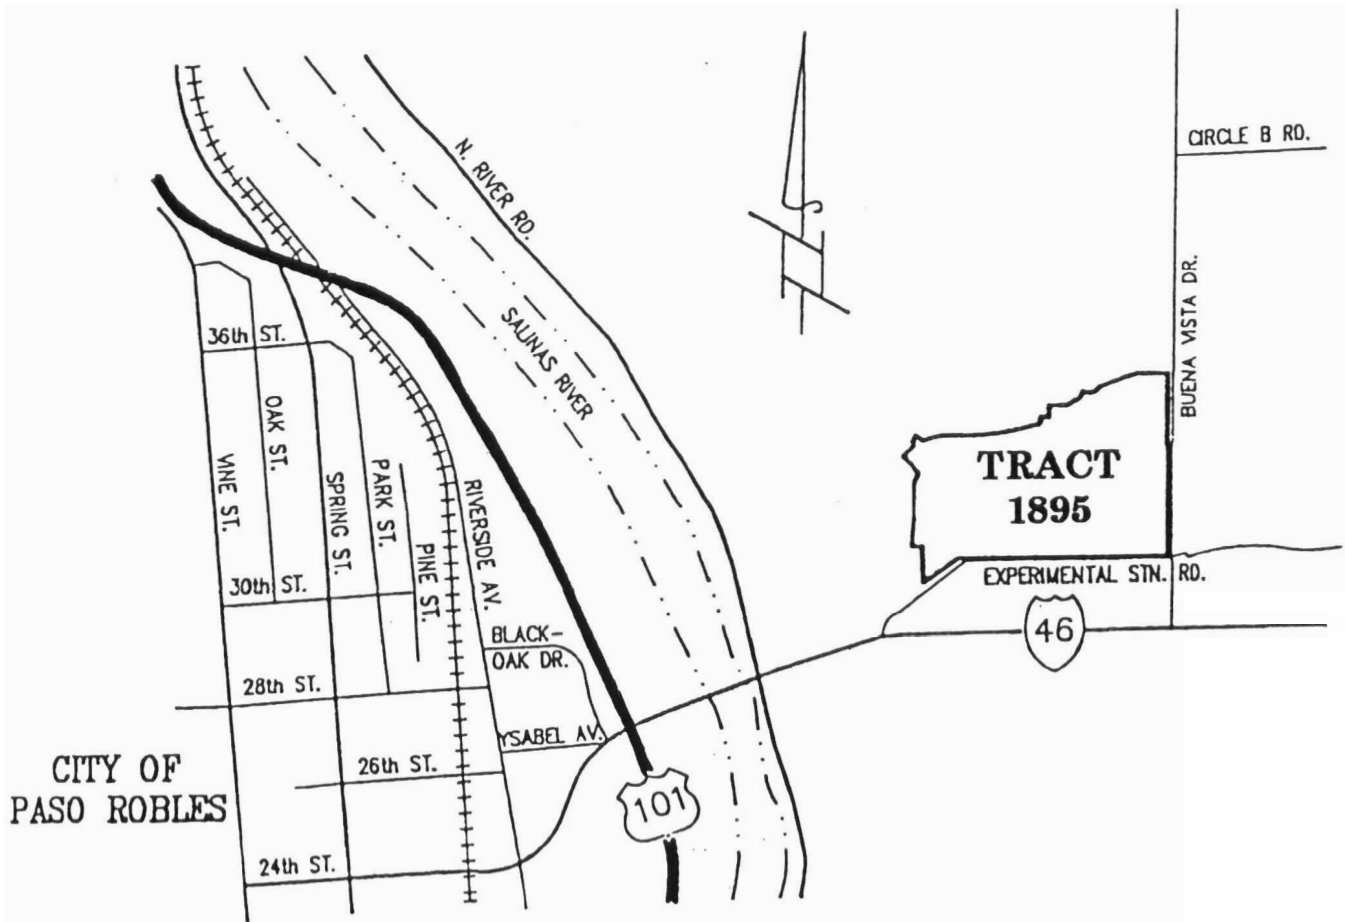 CIRCLE B RD.
N. RIVER RD.
BUENA VISTA DR.
SALINAS RIVER
36th ST.
OAK ST.
VINE ST.
SPRING ST.
PARK ST.
PINE ST.
RIVERSIDE AV.
TRACT
1895
EXPERIMENTAL STN. RD.
30th ST.
46
BLACK-
OAK DR.
28th ST.
YSABEL AV.
26th ST.
CITY OF
PASO ROBLES
101
24th ST.